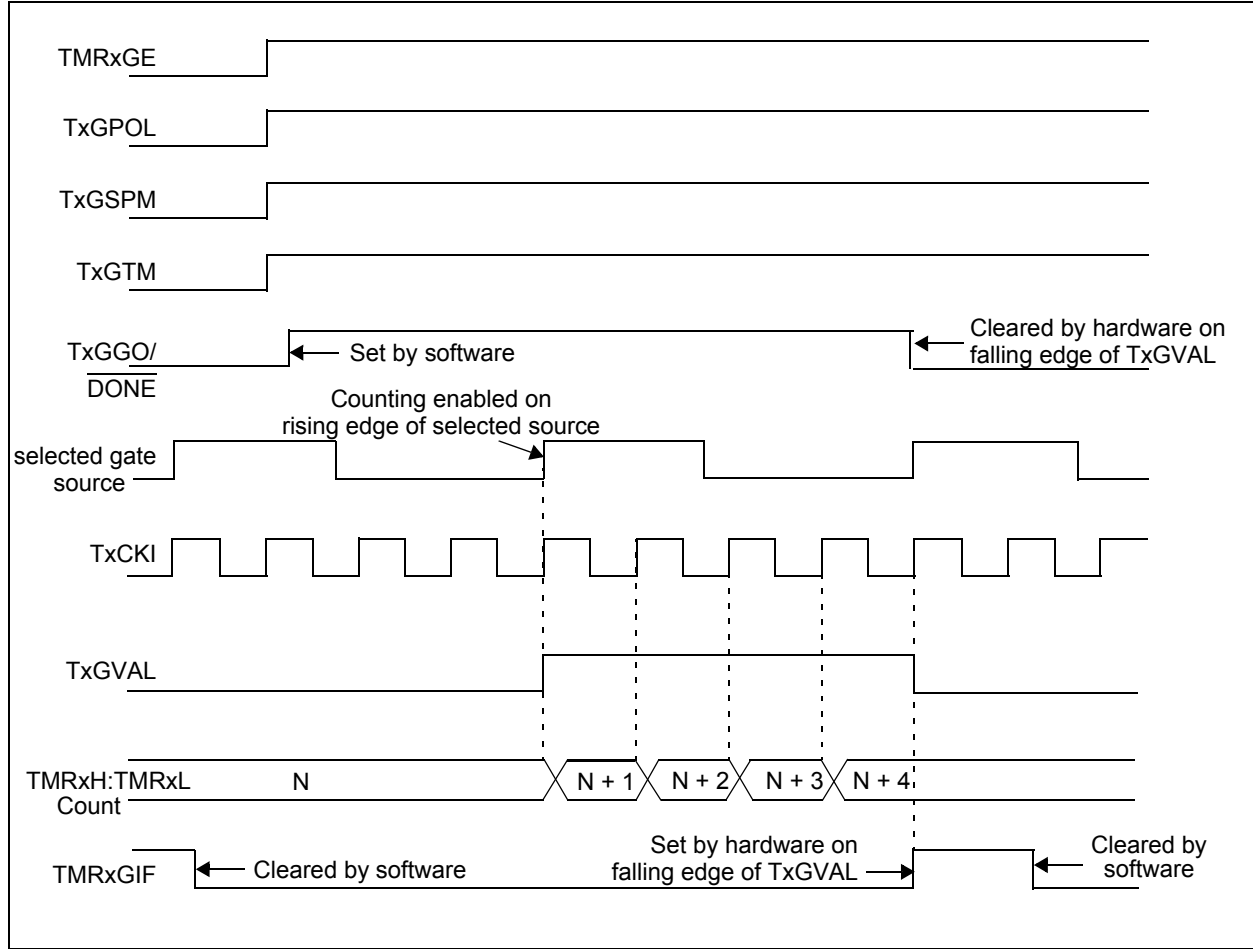 TMRxGE
TxGPOL
TxGSPM
TxGTM
TxGGO/
DONE
Set by software
Cleared by hardware on
falling edge of TxGVAL
Counting enabled on
rising edge of selected source
selected gate
source
TxCKI
TxGVAL
TMRxH:TMRxL
Count
N
N + 1
N + 2
N + 3
N + 4
TMRxGIF
Cleared by software
Set by hardware on
falling edge of TxGVAL
Cleared by
software